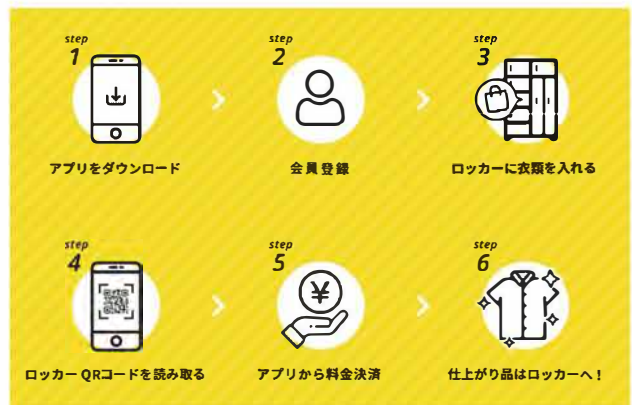 step
1
アプリをダウンロード
step
2
会員登録
step
3
ロッカーに衣類を入れる
step
4
ロッカー QRコードを読み取る
step
5
¥
アプリから料金決済
step
6
仕上がり品はロッカーへ！